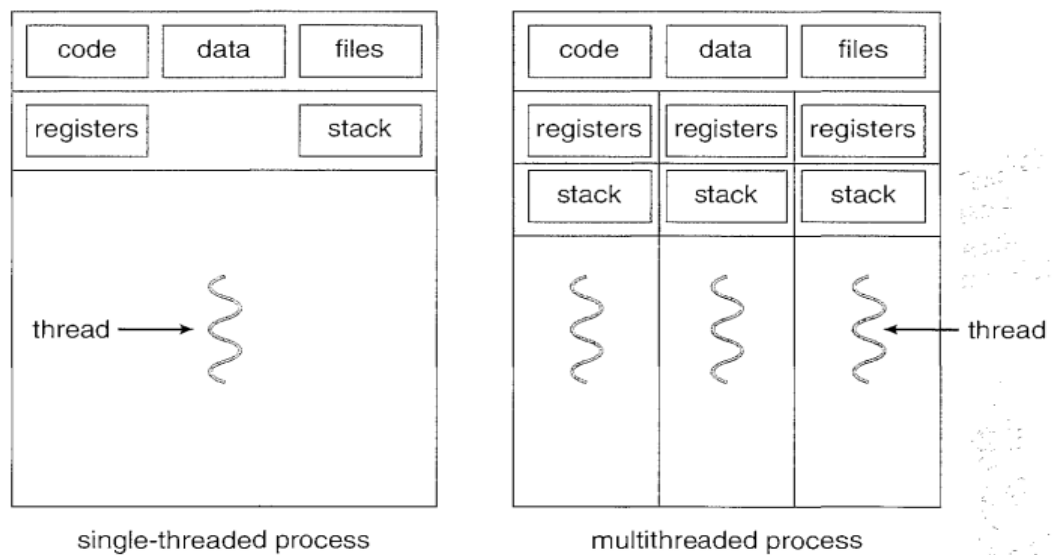 code data files code data files
registers stack registers registers registers
stack stack stack
thread thread
single-threaded process multithreaded process